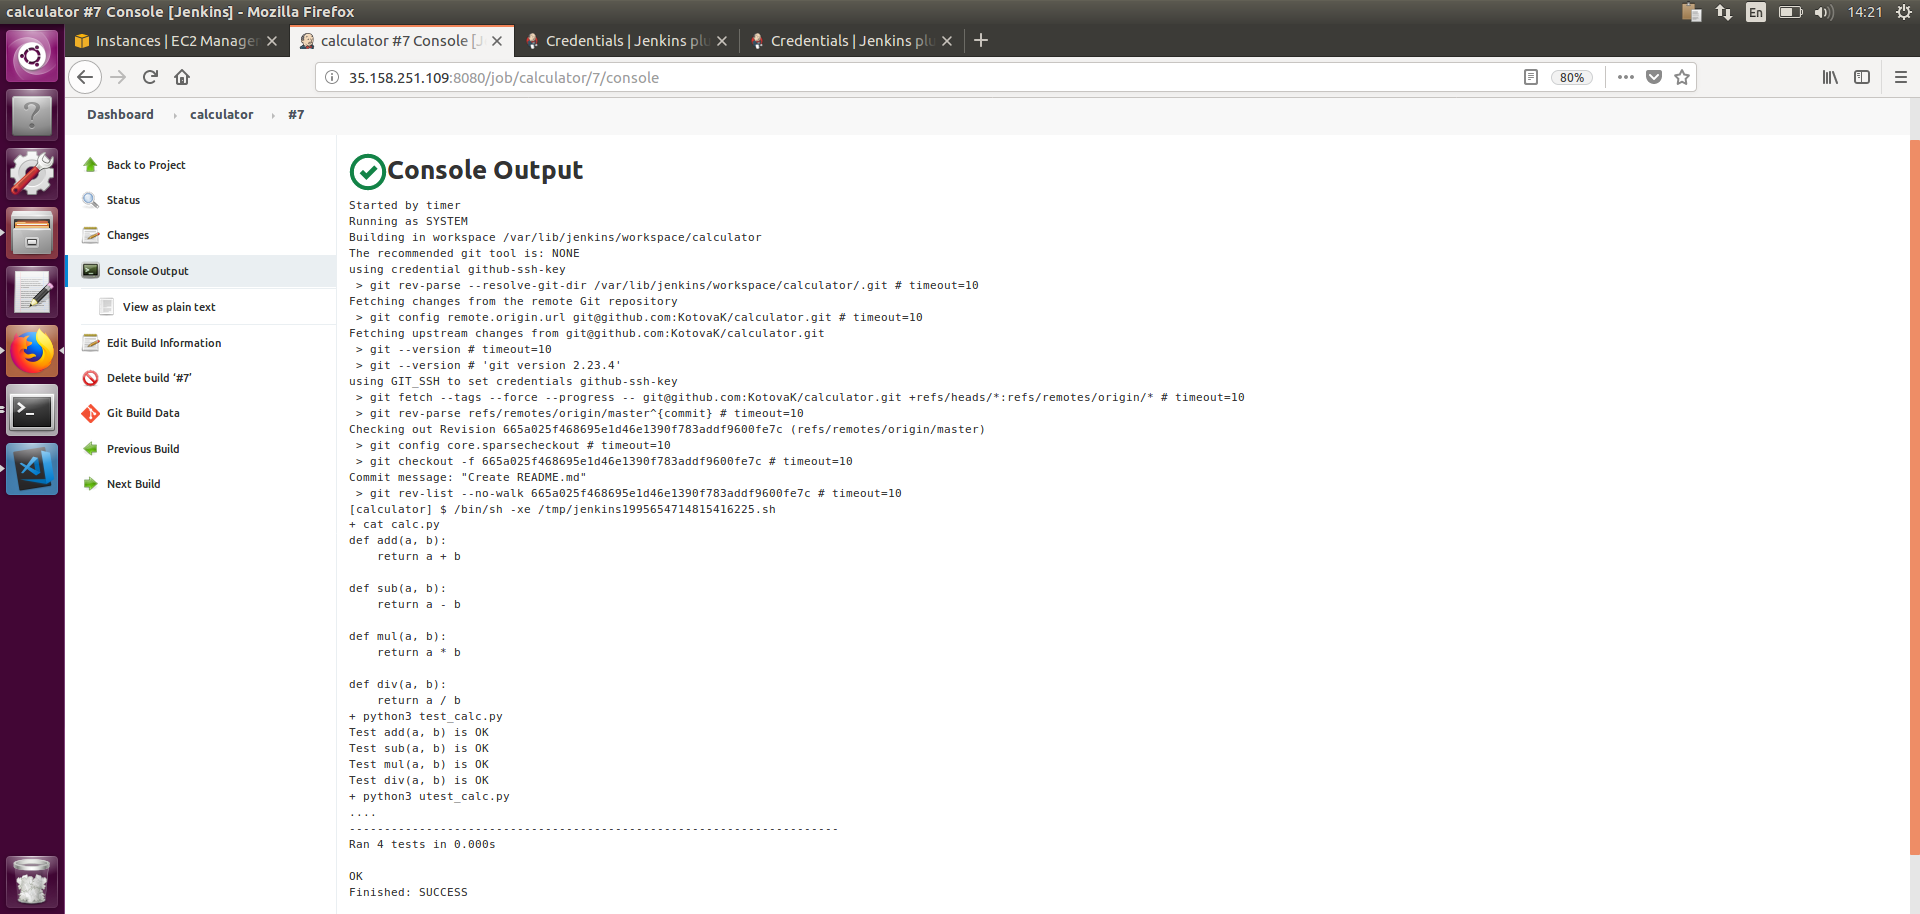 calculator #7 Console [Jenkins] - Mozilla Firefox
En
14:21
Instances | EC2 Manager
calculator #7 Console [J
Credentials | Jenkins plu
Credentials | Jenkins plu
35.158.251.109:8080/job/calculator/7/console
80%
Dashboard
calculator
#7
Back to Project
Status
Changes
Console Output
View as plain text
Edit Build Information
Delete build ‘#7’
Git Build Data
Previous Build
Next Build
Console Output
Started by timer
Running as SYSTEM
Building in workspace /var/lib/jenkins/workspace/calculator
The recommended git tool is: NONE
using credential github-ssh-key
 > git rev-parse --resolve-git-dir /var/lib/jenkins/workspace/calculator/.git # timeout=10
Fetching changes from the remote Git repository
 > git config remote.origin.url git@github.com:KotovaK/calculator.git # timeout=10
Fetching upstream changes from git@github.com:KotovaK/calculator.git
 > git --version # timeout=10
 > git --version # 'git version 2.23.4'
using GIT_SSH to set credentials github-ssh-key
 > git fetch --tags --force --progress -- git@github.com:KotovaK/calculator.git +refs/heads/*:refs/remotes/origin/* # timeout=10
 > git rev-parse refs/remotes/origin/master^{commit} # timeout=10
Checking out Revision 665a025f468695e1d46e1390f783addf9600fe7c (refs/remotes/origin/master)
 > git config core.sparsecheckout # timeout=10
 > git checkout -f 665a025f468695e1d46e1390f783addf9600fe7c # timeout=10
Commit message: "Create README.md"
 > git rev-list --no-walk 665a025f468695e1d46e1390f783addf9600fe7c # timeout=10
[calculator] $ /bin/sh -xe /tmp/jenkins1995654714815416225.sh
+ cat calc.py
def add(a, b):
    return a + b
def sub(a, b):
    return a - b
def mul(a, b):
    return a * b
def div(a, b):
    return a / b
+ python3 test_calc.py
Test add(a, b) is OK
Test sub(a, b) is OK
Test mul(a, b) is OK
Test div(a, b) is OK
+ python3 utest_calc.py
....
----------------------------------------------------------------------
Ran 4 tests in 0.000s
OK
Finished: SUCCESS